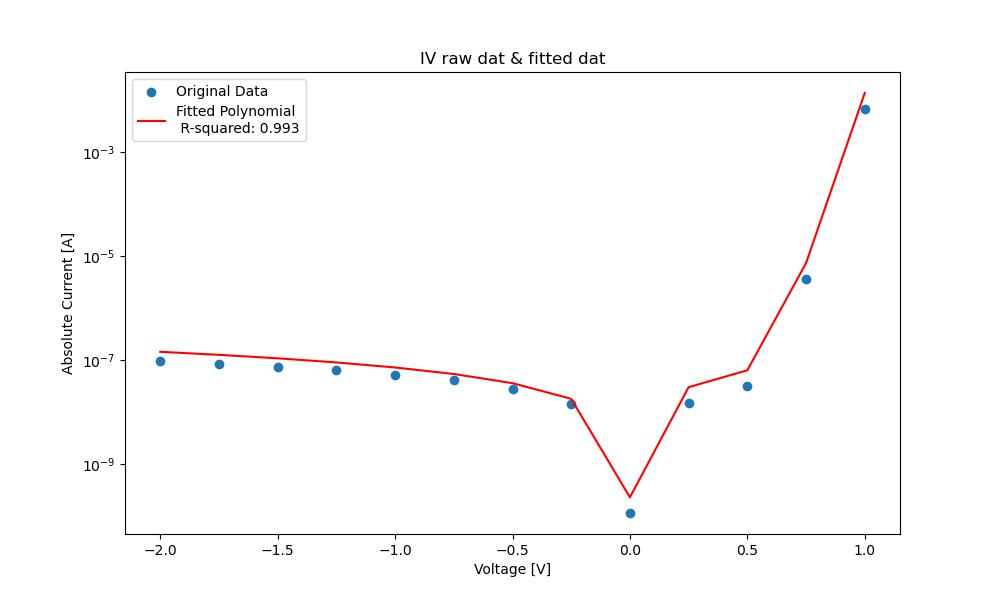 IV raw dat & fitted dat
Original Data
Fitted Polynomial
R-squared: 0.993
Absolute Current [A]
10⁻³
10⁻⁵
10⁻⁷
10⁻⁹
−2.0 −1.5 −1.0 −0.5 0.0 0.5 1.0
Voltage [V]